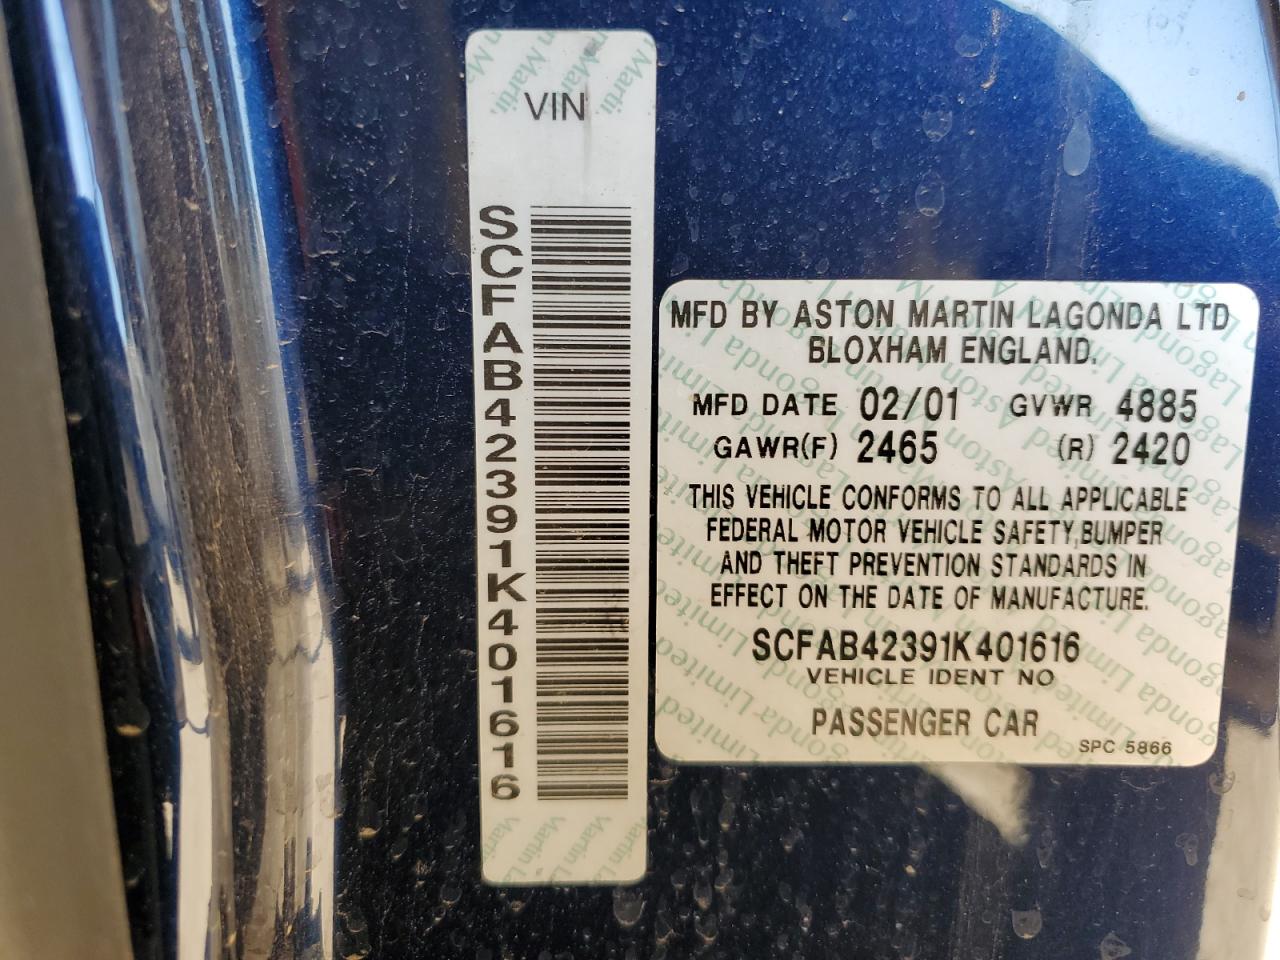 VIN
SCFAB42391K401616
MFD BY ASTON MARTIN LAGONDA LTD
BLOXHAM ENGLAND.
MFD DATE 02/01 GVWR 4885
GAWR(F) 2465 (R) 2420
THIS VEHICLE CONFORMS TO ALL APPLICABLE
FEDERAL MOTOR VEHICLE SAFETY,BUMPER
AND THEFT PREVENTION STANDARDS IN
EFFECT ON THE DATE OF MANUFACTURE.
SCFAB42391K401616
VEHICLE IDENT NO
PASSENGER CAR
SPC 5866